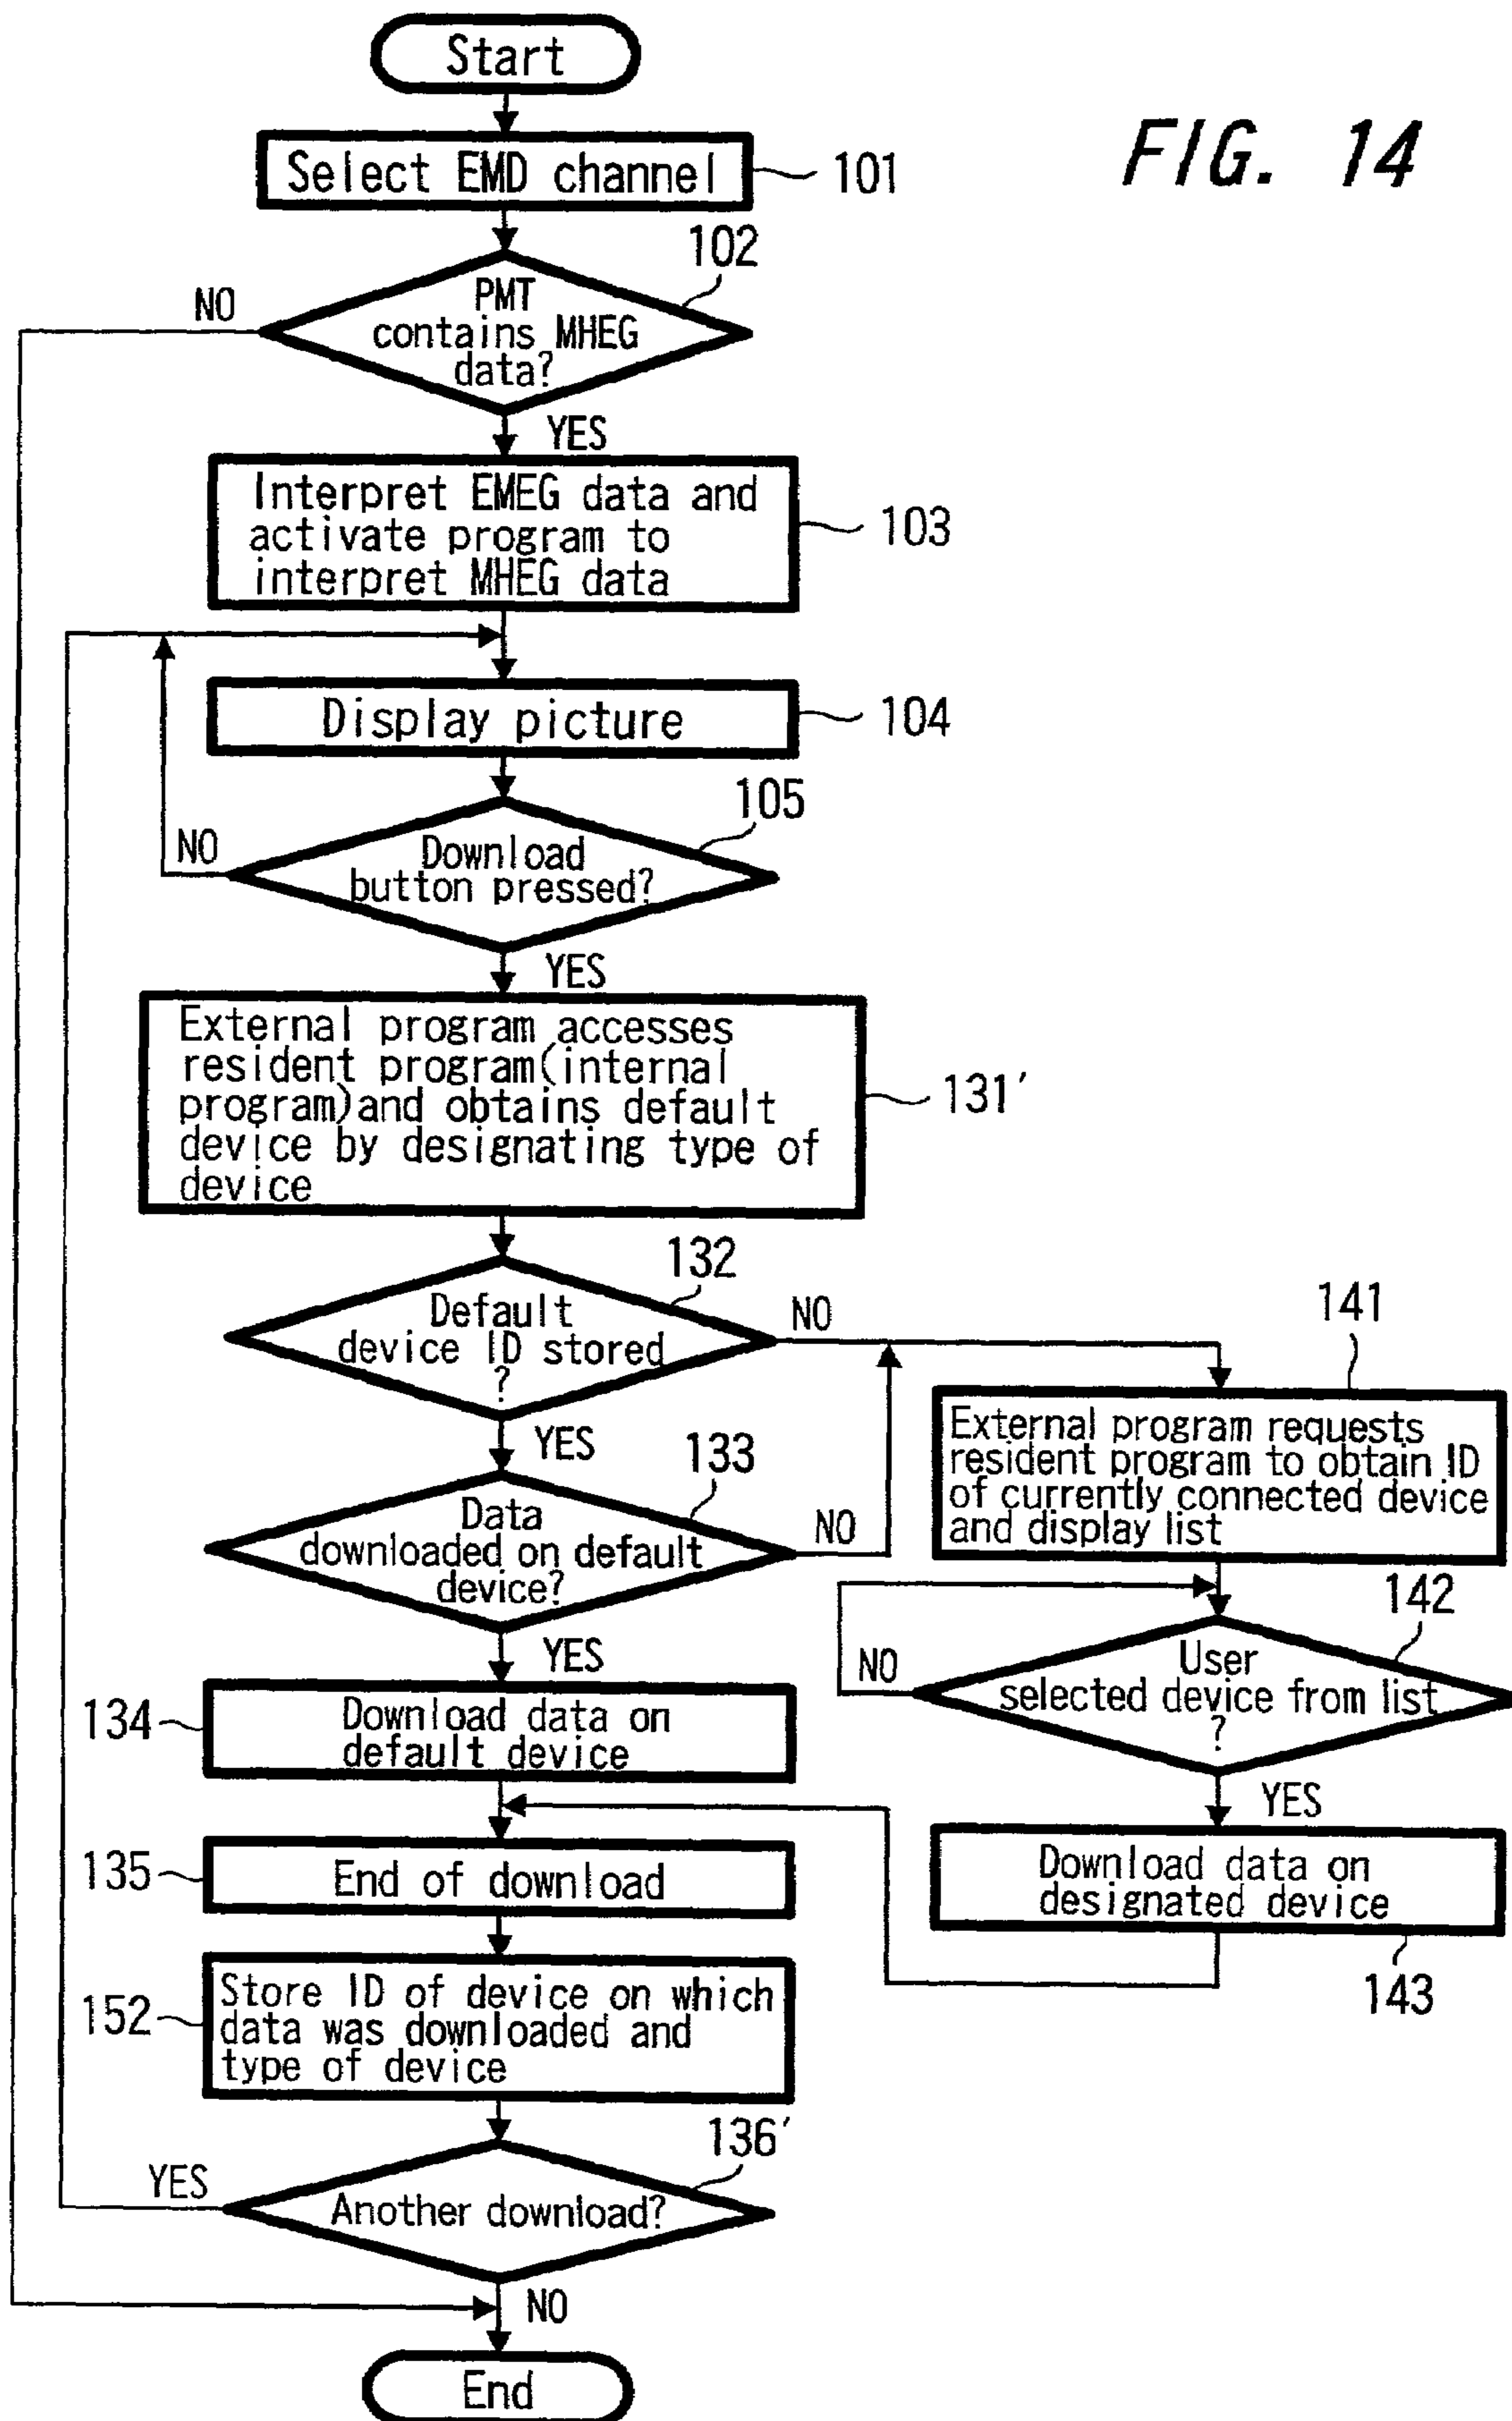 FIG. 14
Start
Select EMD channel
101
102
PMT
contains MHEG
data?
NO
YES
Interpret EMEG data and
activate program to
interpret MHEG data
103
Display picture
104
105
Download
button pressed?
NO
YES
External program accesses
resident program(internal
program)and obtains default
device by designating type of
device
131'
132
Default
device ID stored
?
NO
YES
133
Data
downloaded on default
device?
NO
YES
141
External program requests
resident program to obtain ID
of currently connected device
and display list
142
User
selected device from list
?
NO
YES
134
Download data on
default device
Download data on
designated device
143
135
End of download
152
Store ID of device on which
data was downloaded and
type of device
136'
Another download?
YES
NO
End